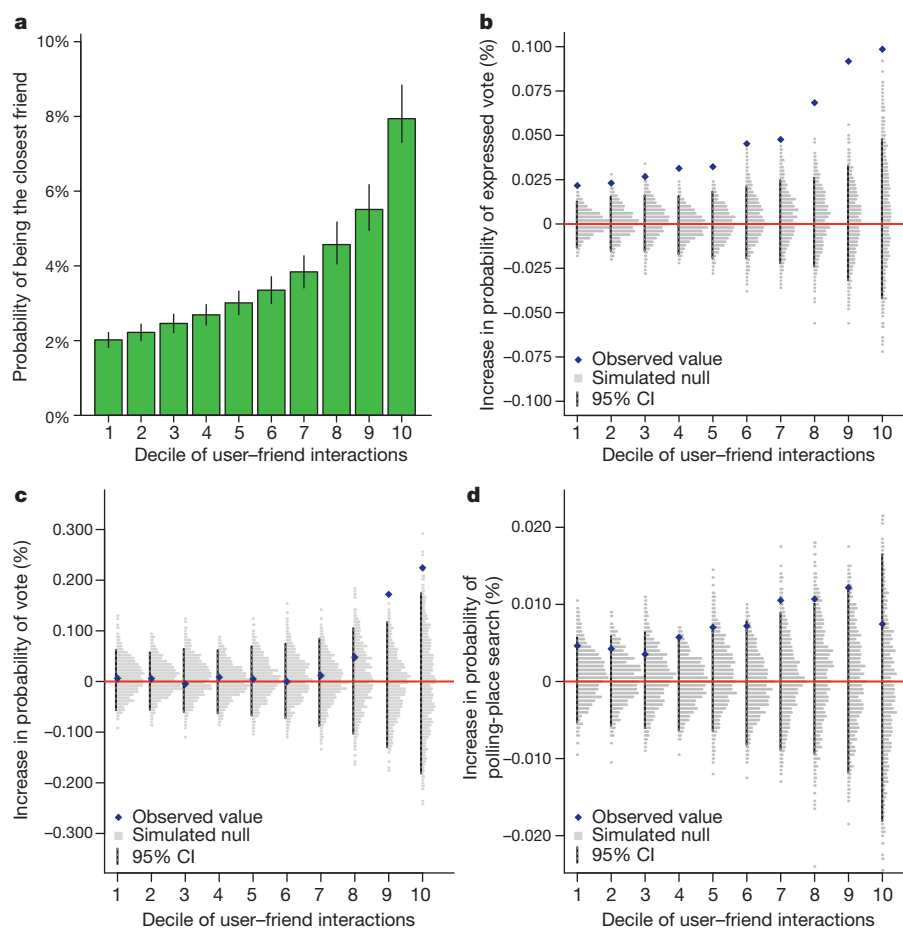 a
10%
8%
6%
4%
2%
0%
Probability of being the closest friend
1 2 3 4 5 6 7 8 9 10
Decile of user–friend interactions
b
0.100
0.075
0.050
0.025
0
−0.025
−0.050
−0.075
−0.100
Increase in probability of expressed vote (%)
Observed value
Simulated null
95% CI
1 2 3 4 5 6 7 8 9 10
Decile of user–friend interactions
c
0.300
0.200
0.100
0
−0.100
−0.200
−0.300
Increase in probability of vote (%)
Observed value
Simulated null
95% CI
1 2 3 4 5 6 7 8 9 10
Decile of user–friend interactions
d
0.020
0.010
0
−0.010
−0.020
Increase in probability of
polling-place search (%)
Observed value
Simulated null
95% CI
1 2 3 4 5 6 7 8 9 10
Decile of user–friend interactions